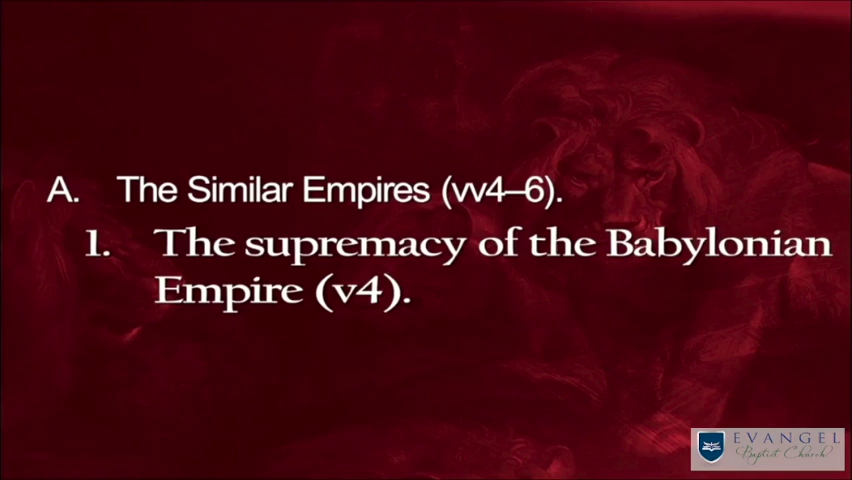 A. The Similar Empires (vv4–6).
1. The supremacy of the Babylonian
Empire (v4).
EVANGEL
Baptist Church